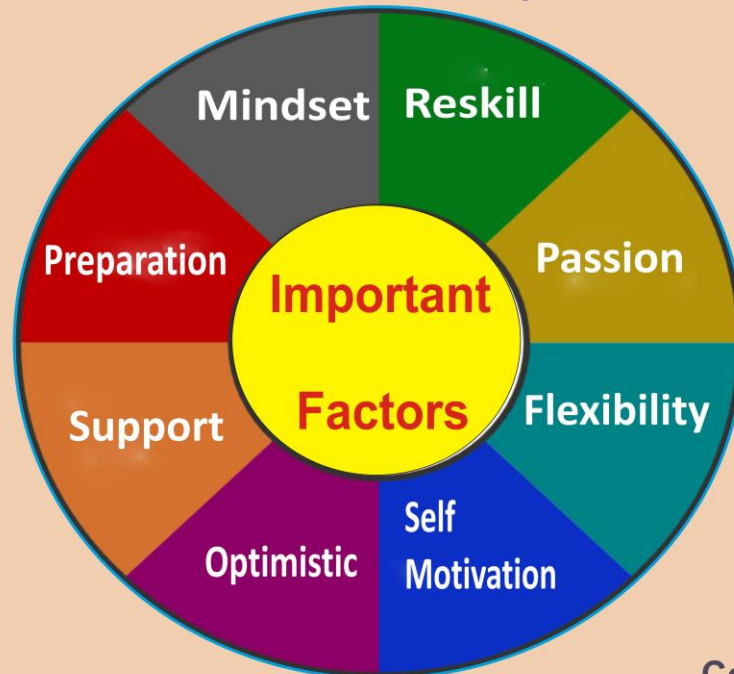 Mindset
Reskill
Preparation
Passion
Important
Factors
Support
Flexibility
Optimistic
Self
Motivation